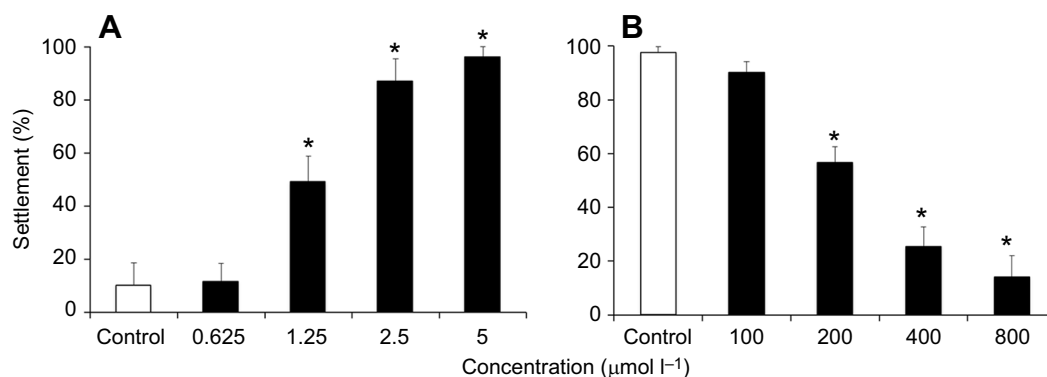 A
B
Settlement (%)
100
80
60
40
20
0
* * *
Control 0.625 1.25 2.5 5
100
80
60
40
20
0
* * *
Control 100 200 400 800
Concentration (μmol l–1)